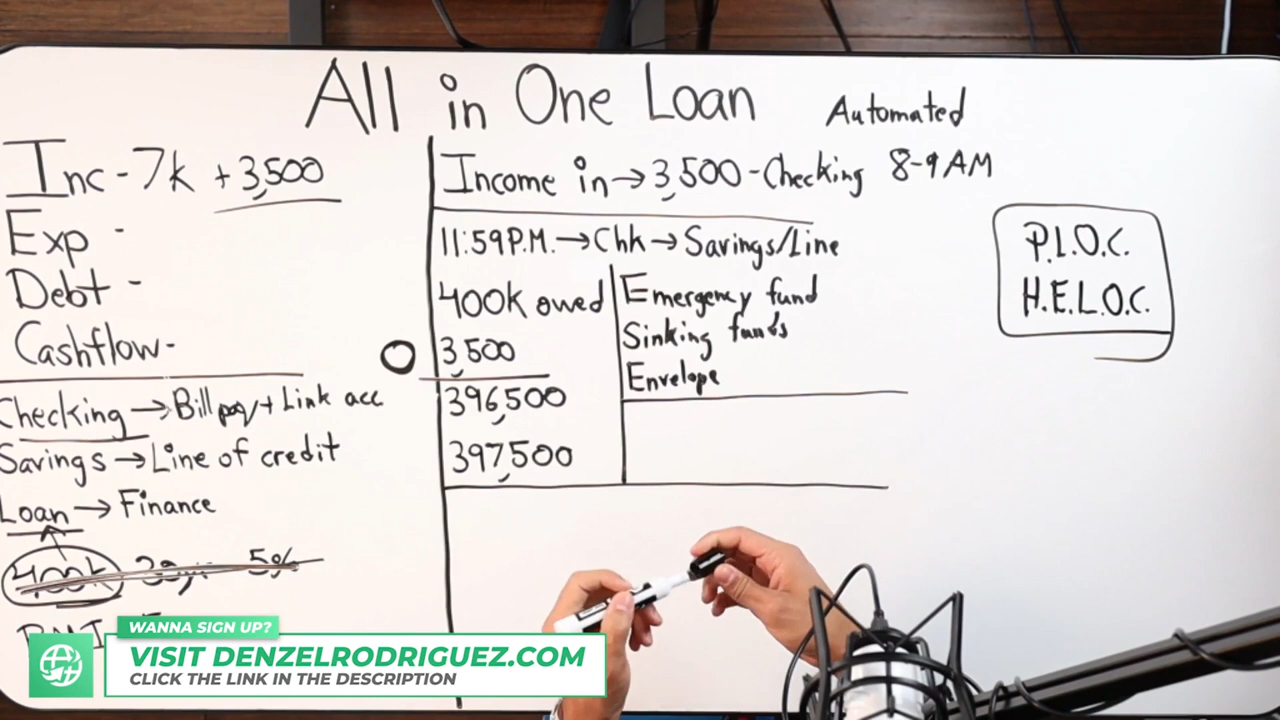 All in One Loan
Automated
Inc - 7k + 3,500
Exp -
Debt -
Cashflow -
Checking → Bill pay + Link acc
Savings → Line of credit
Loan → Finance
400k 30yr 5%
Income in → 3,500 - Checking 8-9 AM
11:59 P.M. → Chk → Savings/Line
400k owed
3,500
396,500
397,500
Emergency fund
Sinking funds
Envelope
P.L.O.C.
H.E.L.O.C.
WANNA SIGN UP?
VISIT DENZELRODRIGUEZ.COM
CLICK THE LINK IN THE DESCRIPTION